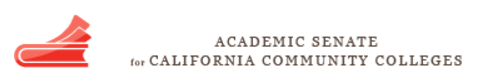 ACADEMIC SENATE
for CALIFORNIA COMMUNITY COLLEGES